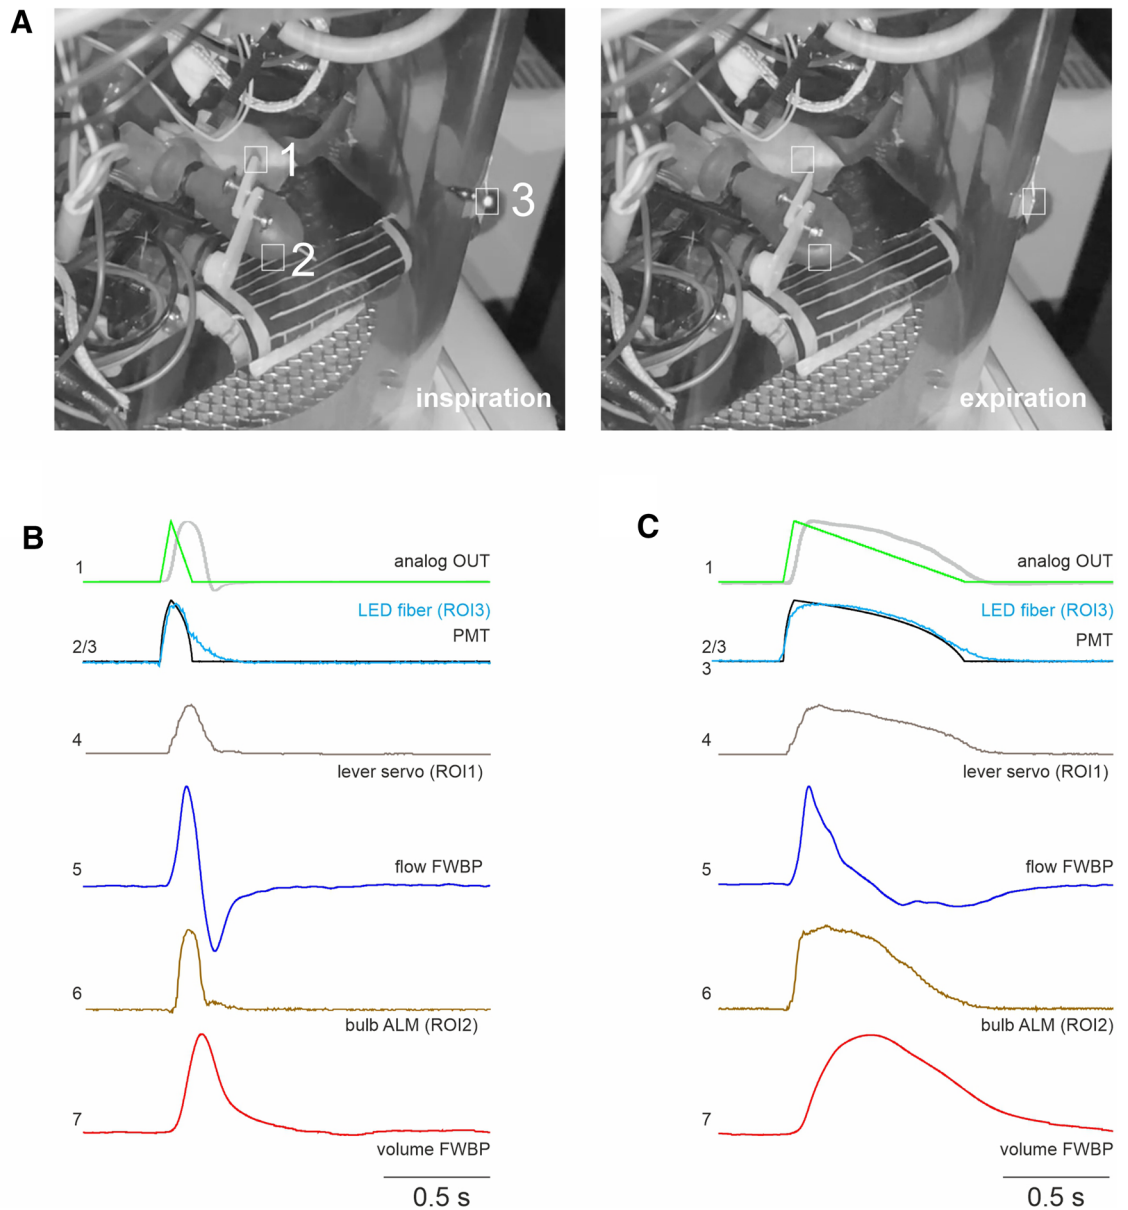 A
1
2
3
inspiration
expiration
B
C
1
analog OUT
LED fiber (ROI3)
2/3
PMT
4
lever servo (ROI1)
5
flow FWBP
6
bulb ALM (ROI2)
7
volume FWBP
0.5 s
1
analog OUT
LED fiber (ROI3)
2/3
3
PMT
4
lever servo (ROI1)
5
flow FWBP
6
bulb ALM (ROI2)
7
volume FWBP
0.5 s